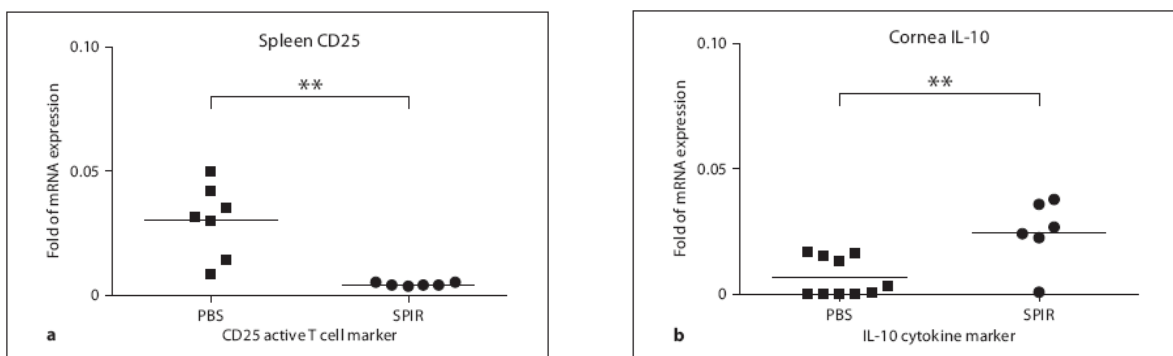 Spleen CD25
0.10
**
0.05
Fold of mRNA expression
0
PBS
SPIR
a
CD25 active T cell marker
Cornea IL-10
0.10
**
0.05
Fold of mRNA expression
0
PBS
SPIR
b
IL-10 cytokine marker